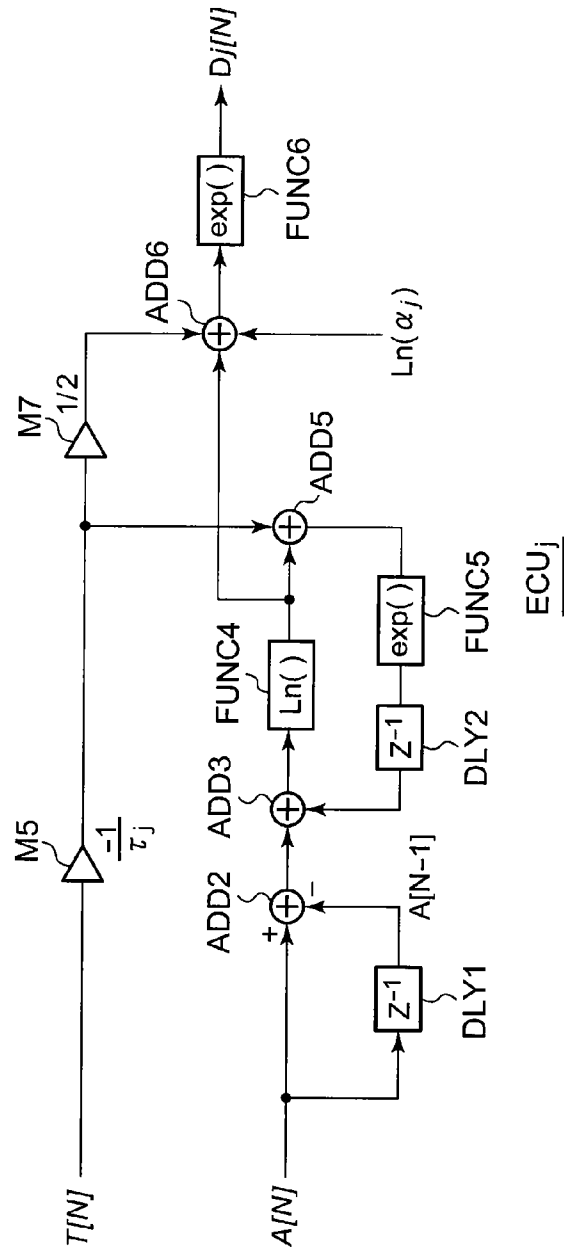 T[N]
M5
-1/τj
M7
1/2
ADD6
exp( )
FUNC6
Dj[N]
Ln(αj)
A[N]
+
ADD2
-
A[N-1]
Z-1
DLY1
ADD3
FUNC4
Ln( )
ADD5
exp( )
FUNC5
Z-1
DLY2
ECUj